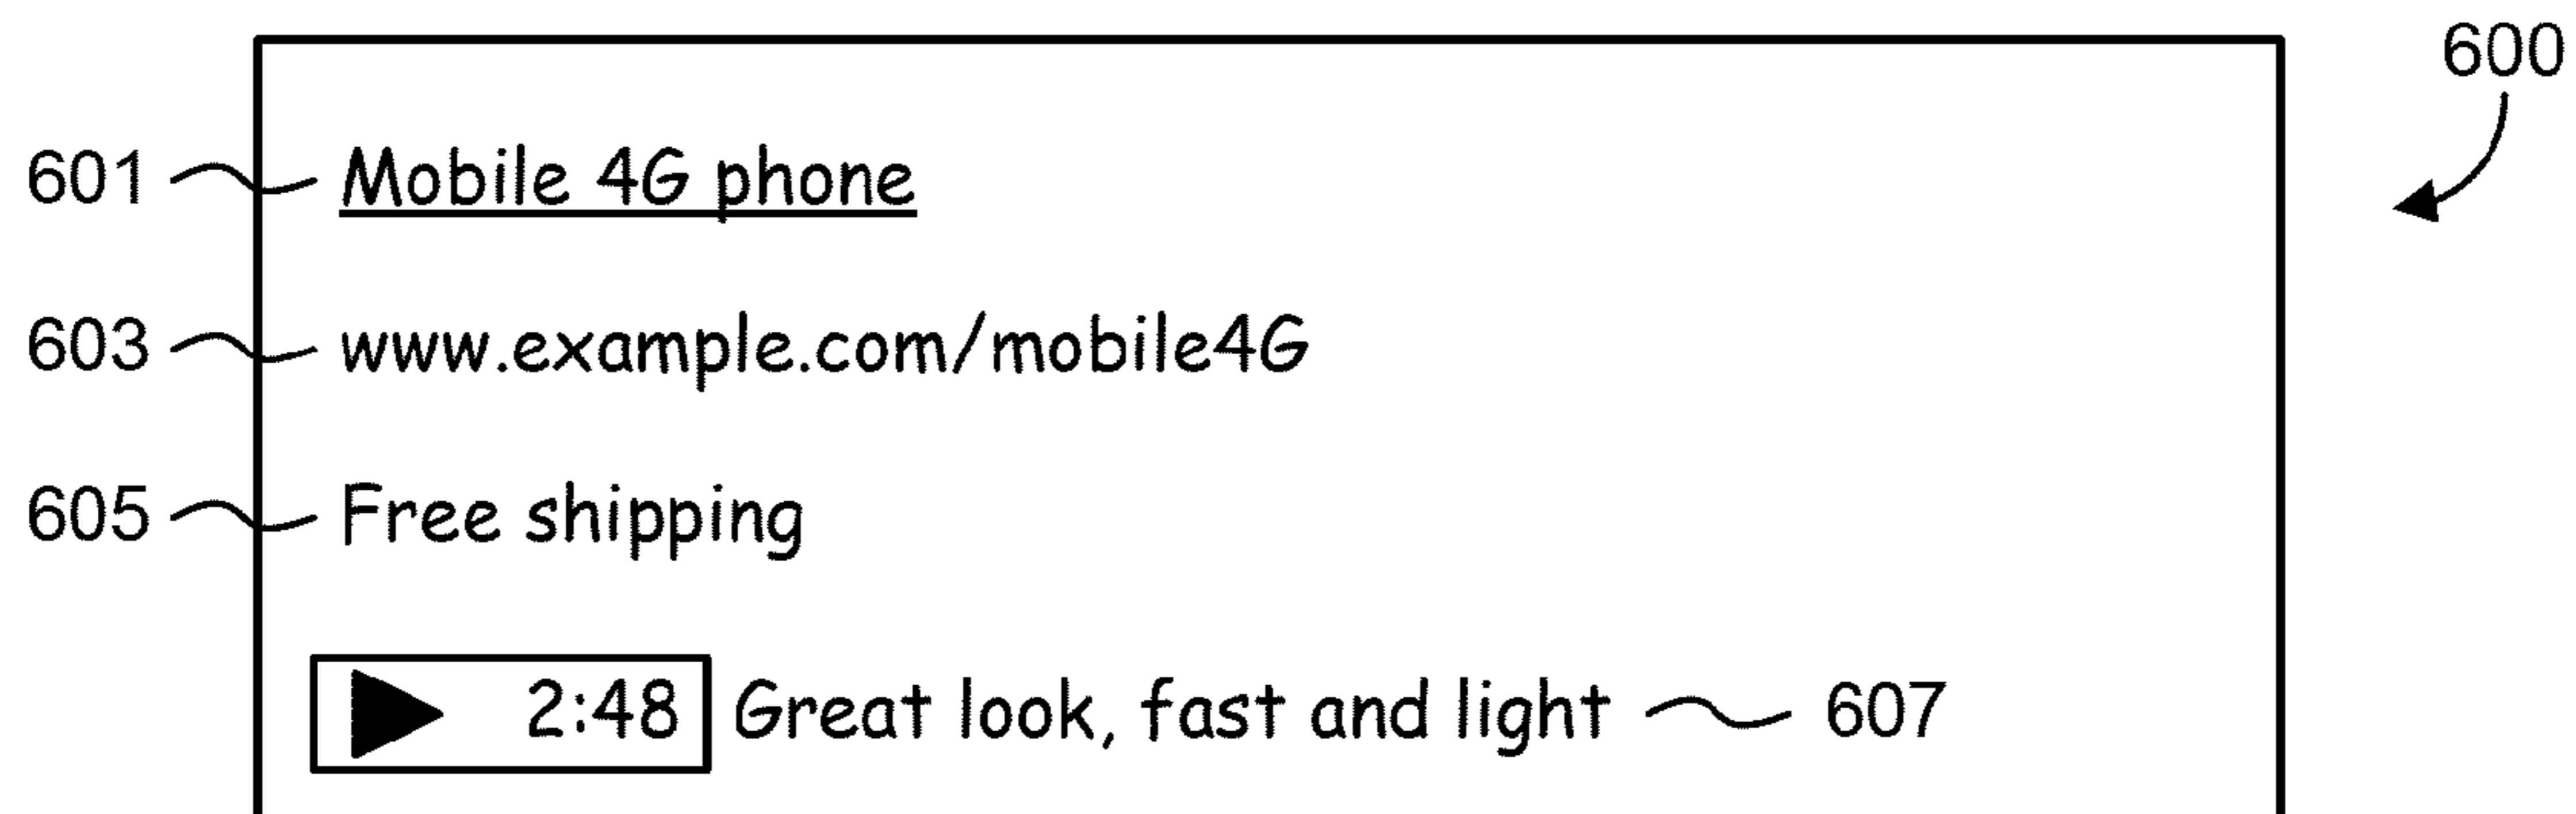 600
601 Mobile 4G phone
603 www.example.com/mobile4G
605 Free shipping
2:48 Great look, fast and light 607